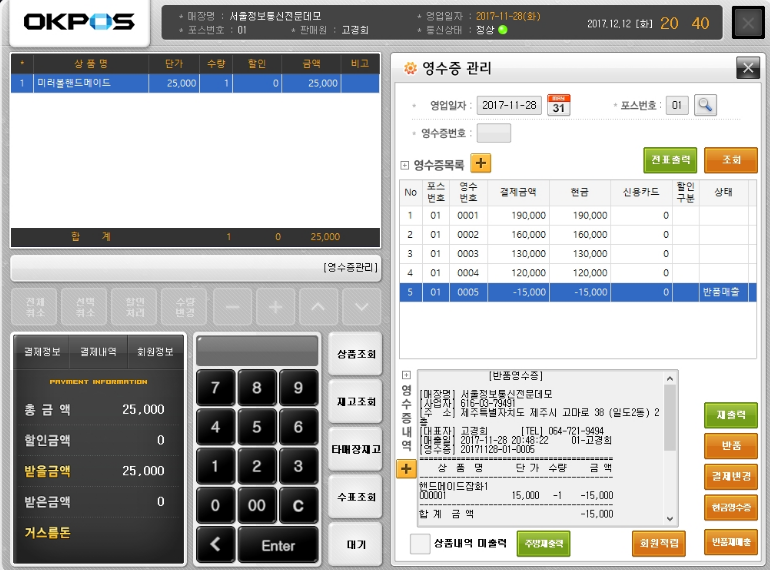 OKPOS
* 매장명 : 서울정보통신전문데모 * 영업일자 : 2017-11-28(화)
* 포스번호 : 01 * 판매원 : 고경희 * 통신상태 : 정상
2017.12.12 [화] 20 40
* 상 품 명 단가 수량 할인 금액 비고
1 미러볼핸드메이드 25,000 1 0 25,000
합 계 1 0 25,000
[영수증관리]
전체취소 선택취소 할인처리 수량변경
결제정보 결제내역 회원정보
PAYMENT INFORMATION
총 금 액 25,000
할인금액 0
받을금액 25,000
받은금액 0
거스름돈
7 8 9
4 5 6
1 2 3
0 00 C
< Enter
상품조회
재고조회
타매장재고
수표조회
대기
영수증 관리
* 영업일자 : 2017-11-28 31 * 포스번호 : 01
* 영수증번호 :
영수증목록 + 전표출력 조회
No 포스번호 영수번호 결제금액 현금 신용카드 할인구분 상태
1 01 0001 190,000 190,000 0
2 01 0002 160,000 160,000 0
3 01 0003 130,000 130,000 0
4 01 0004 120,000 120,000 0
5 01 0005 -15,000 -15,000 0 반품매출
영수증내역
+
[반품영수증]
[매장명] 서울정보통신전문데모
[사업자] 616-03-79491
[주 소] 제주특별자치도 제주시 고마로 38 (일도2동) 2
층
[대표자] 고경희 [TEL] 064-721-9494
[매출일] 2017-11-28 20:48:22 01-고경희
[영수증] 20171128-01-0005
상 품 명 단 가 수량 금 액
핸드메이드잡화1
000001 15,000 -1 -15,000
합 계 금 액 -15,000
재출력
반품
결제변경
현금영수증
반품재매출
상품내역 미출력 주방재출력 회원적립